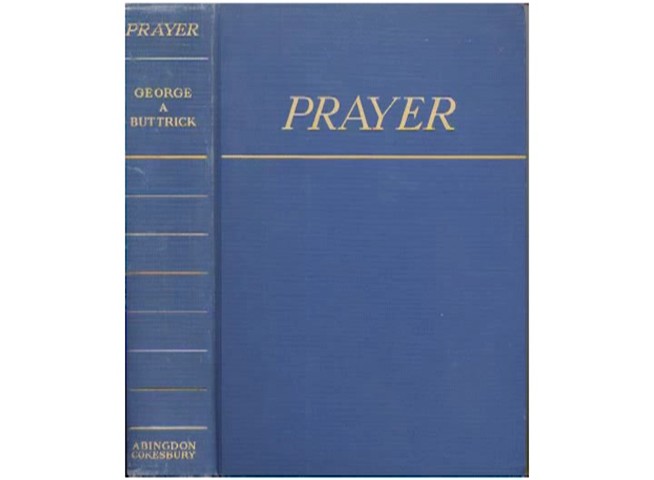 PRAYER
GEORGE
A
BUTTRICK
ABINGDON
COKESBURY
PRAYER